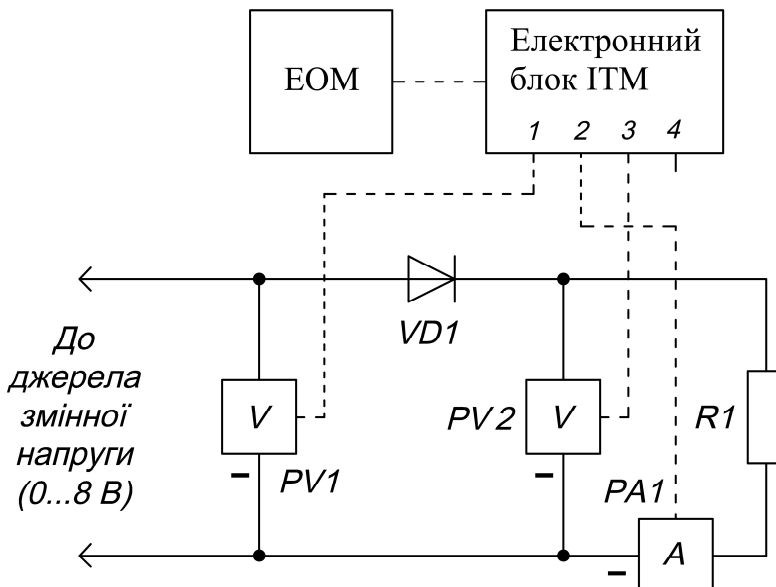 ЕОМ
Електронний
блок ІТМ
1 2 3 4
VD1
До
джерела
змінної
напруги
(0...8 В)
V
PV1
PV2
V
R1
PA1
A